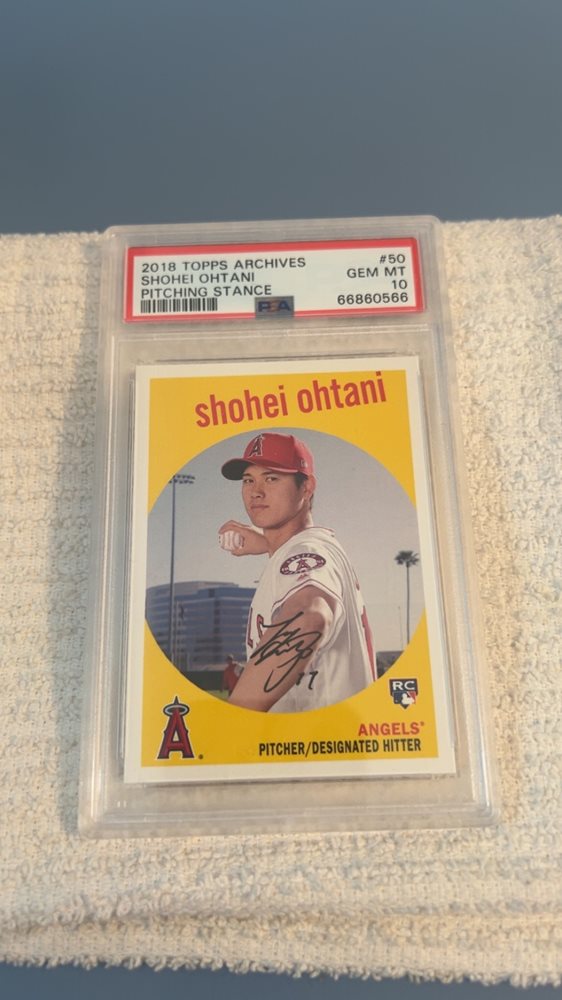 2018 TOPPS ARCHIVES #50
SHOHEI OHTANI GEM MT
PITCHING STANCE 10
PSA 66860566
shohei ohtani
A
A
17
RC
A
ANGELS
PITCHER/DESIGNATED HITTER